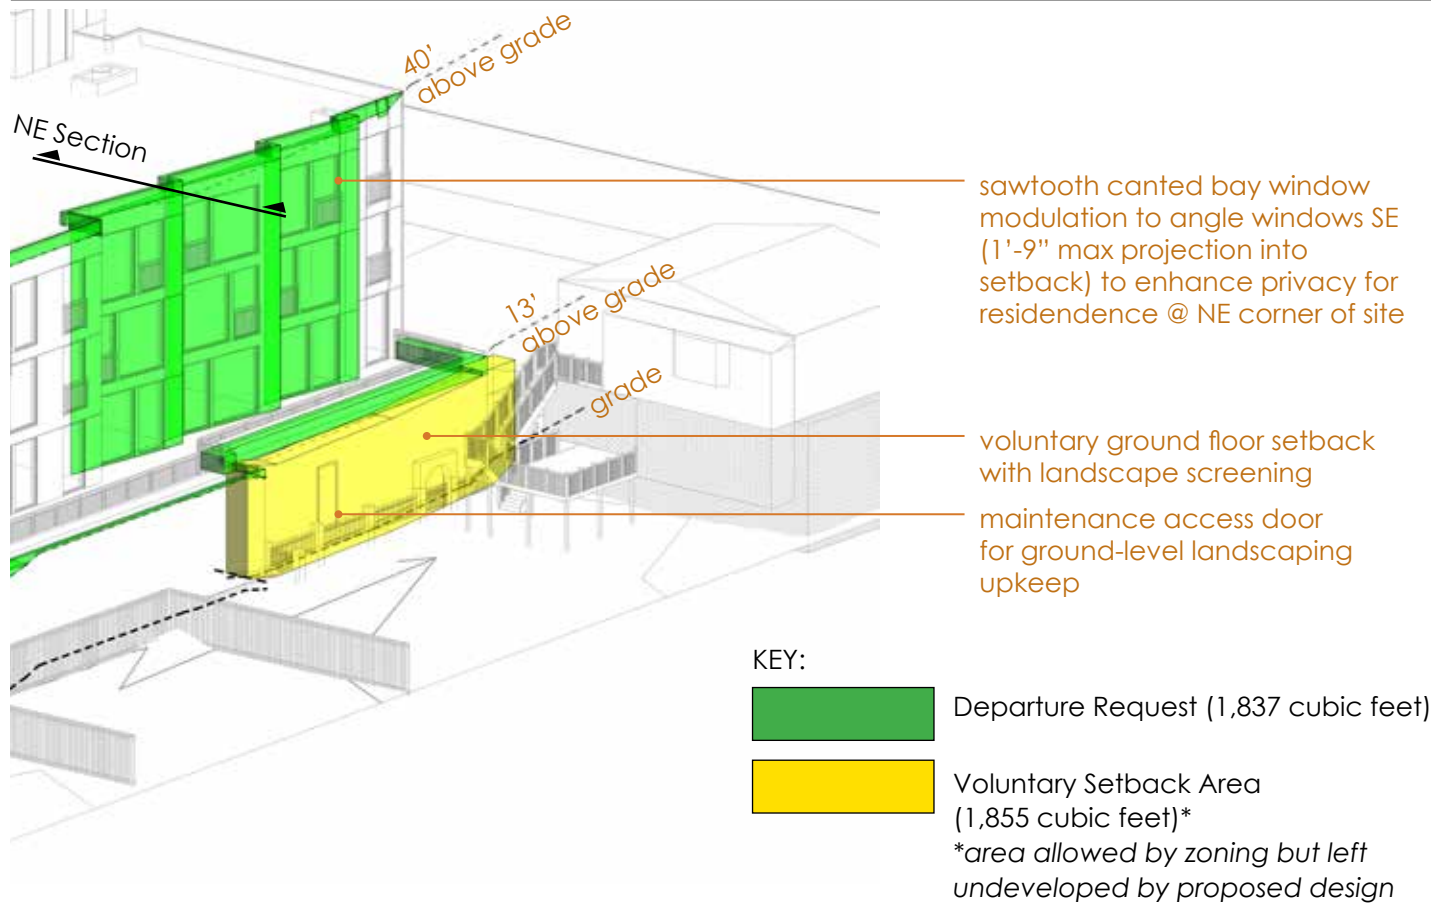 40’
above grade
NE Section
sawtooth canted bay window
modulation to angle windows SE
(1’-9” max projection into
setback) to enhance privacy for
residendence @ NE corner of site
13’
above grade
grade
voluntary ground floor setback
with landscape screening
maintenance access door
for ground-level landscaping
upkeep
KEY:
Departure Request (1,837 cubic feet)
Voluntary Setback Area
(1,855 cubic feet)*
*area allowed by zoning but left
undeveloped by proposed design